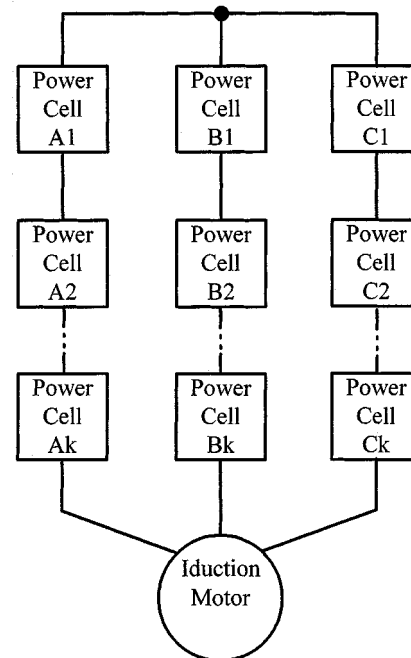 Power
Cell
A1
Power
Cell
B1
Power
Cell
C1
Power
Cell
A2
Power
Cell
B2
Power
Cell
C2
Power
Cell
Ak
Power
Cell
Bk
Power
Cell
Ck
Iduction
Motor